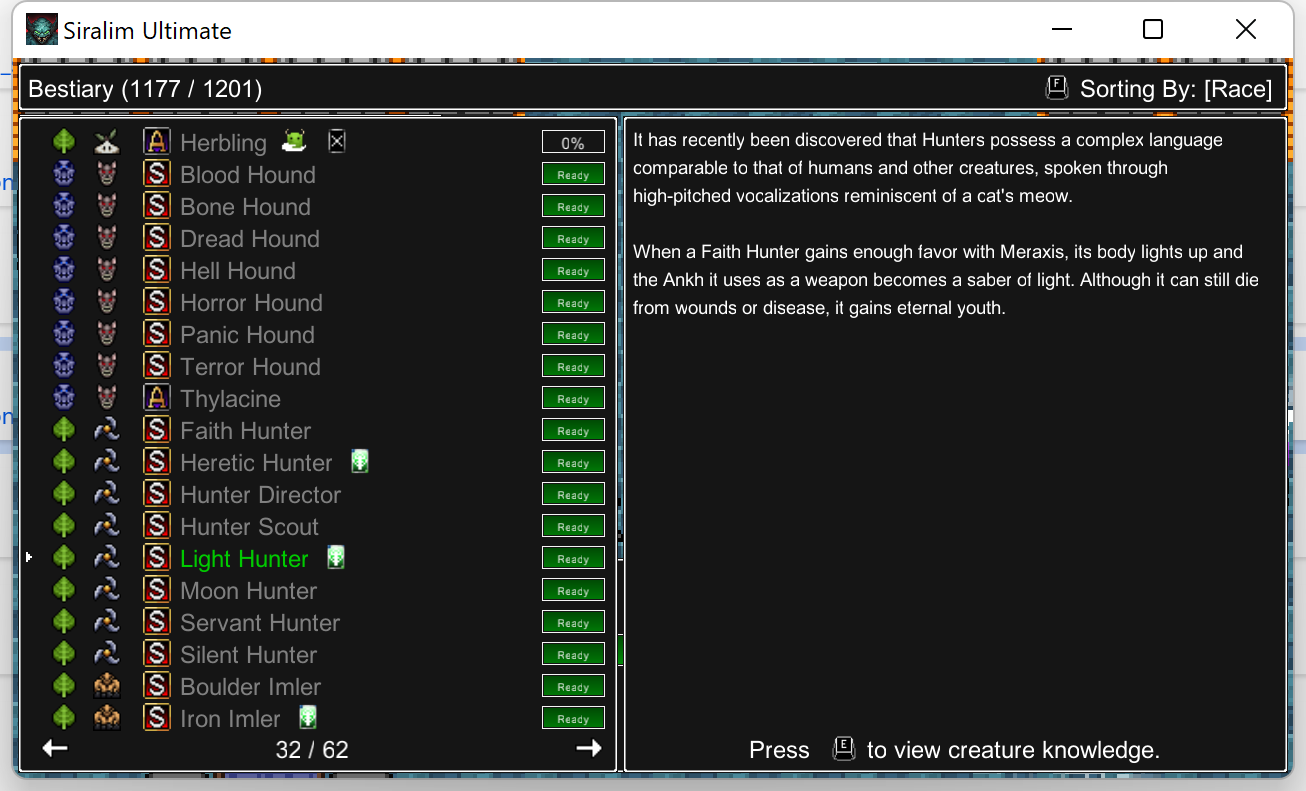 Siralim Ultimate
Bestiary (1177 / 1201)
F Sorting By: [Race]
A Herbling 0%
S Blood Hound Ready
S Bone Hound Ready
S Dread Hound Ready
S Hell Hound Ready
S Horror Hound Ready
S Panic Hound Ready
S Terror Hound Ready
A Thylacine Ready
S Faith Hunter Ready
S Heretic Hunter Ready
S Hunter Director Ready
S Hunter Scout Ready
S Light Hunter Ready
S Moon Hunter Ready
S Servant Hunter Ready
S Silent Hunter Ready
S Boulder Imler Ready
S Iron Imler Ready
32 / 62
It has recently been discovered that Hunters possess a complex language
comparable to that of humans and other creatures, spoken through
high-pitched vocalizations reminiscent of a cat's meow.
When a Faith Hunter gains enough favor with Meraxis, its body lights up and
the Ankh it uses as a weapon becomes a saber of light. Although it can still die
from wounds or disease, it gains eternal youth.
Press E to view creature knowledge.